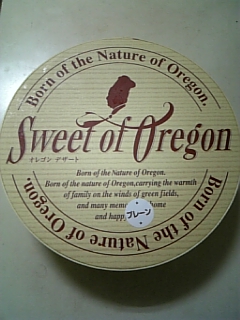 Born of the Nature of Oregon.
Sweet of Oregon
オレゴン デザート
Born of the Nature of Oregon.
Born of the nature of Oregon,carrying the warmth
of family on the winds of green fields,
and many home
and happ
プレーン
Born of the Nature of Oregon.